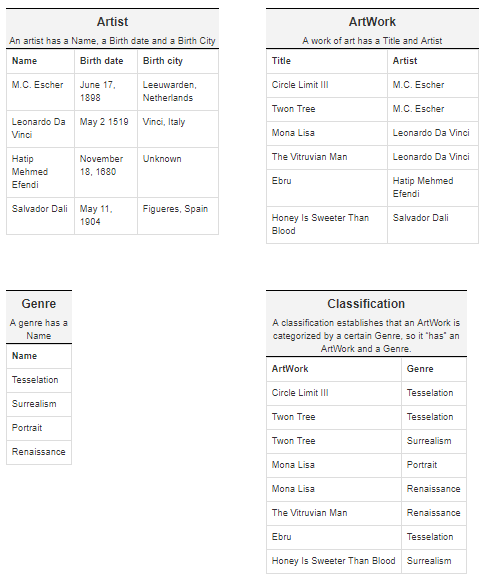 Artist
An artist has a Name, a Birth date and a Birth City
Name Birth date Birth city
M.C. Escher June 17, Leeuwarden,
1898 Netherlands
Leonardo Da May 2 1519 Vinci, Italy
Vinci
Hatip November Unknown
Mehmed 18, 1680
Efendi
Salvador Dali May 11, Figueres, Spain
1904
ArtWork
A work of art has a Title and Artist
Title Artist
Circle Limit III M.C. Escher
Twon Tree M.C. Escher
Mona Lisa Leonardo Da Vinci
The Vitruvian Man Leonardo Da Vinci
Ebru Hatip Mehmed
Efendi
Honey Is Sweeter Than Salvador Dali
Blood
Genre
A genre has a
Name
Name
Tesselation
Surrealism
Portrait
Renaissance
Classification
A classification establishes that an ArtWork is
categorized by a certain Genre, so it "has" an
ArtWork and a Genre.
ArtWork Genre
Circle Limit III Tesselation
Twon Tree Tesselation
Twon Tree Surrealism
Mona Lisa Portrait
Mona Lisa Renaissance
The Vitruvian Man Renaissance
Ebru Tesselation
Honey Is Sweeter Than Blood Surrealism